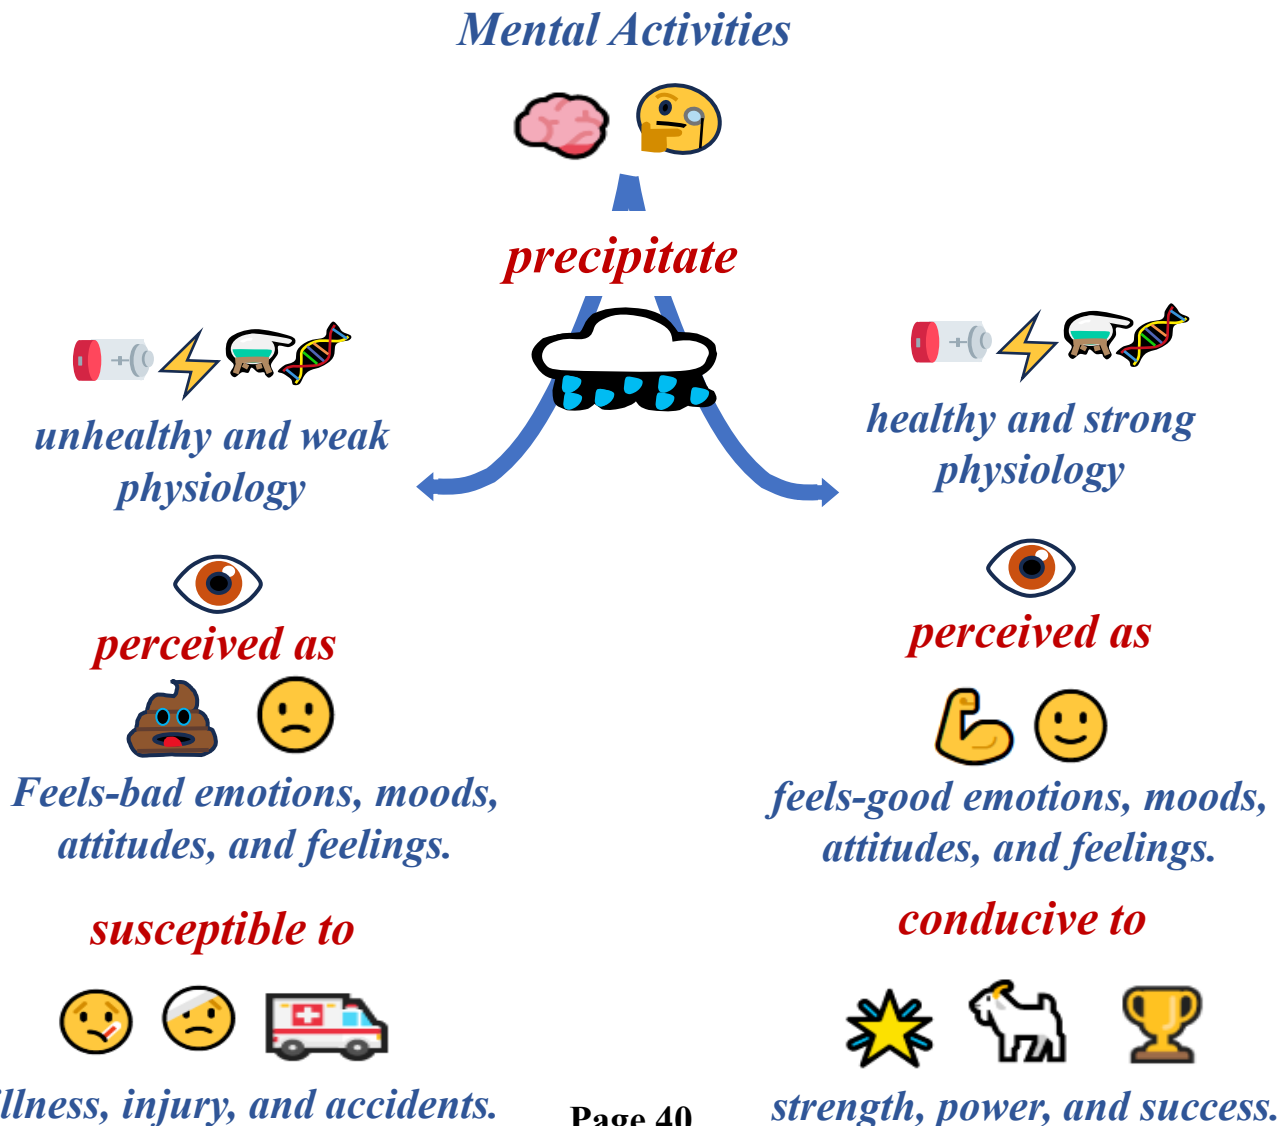 Mental Activities
precipitate
unhealthy and weak
physiology
perceived as
Feels-bad emotions, moods,
attitudes, and feelings.
susceptible to
illness, injury, and accidents.
healthy and strong
physiology
perceived as
feels-good emotions, moods,
attitudes, and feelings.
conducive to
strength, power, and success.
Page 40